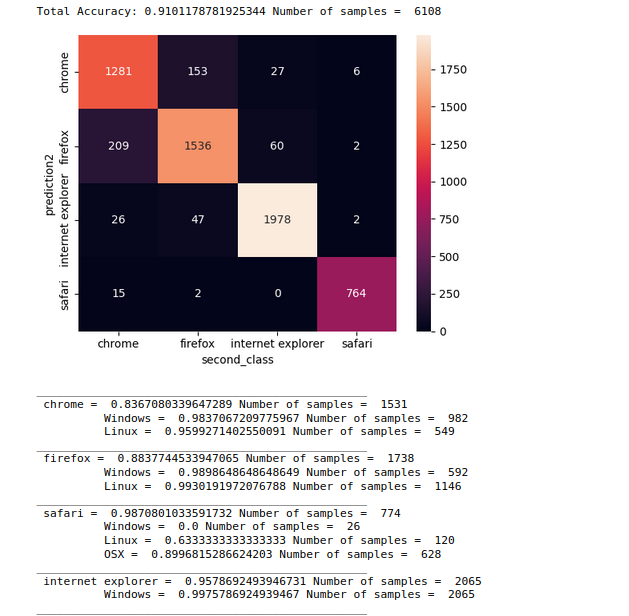 Total Accuracy: 0.9101178781925344 Number of samples =  6108
chrome 1281 153 27 6 1750
1500
firefox 209 1536 60 2 1250
prediction2 1000
internet explorer 26 47 1978 2 750
500
safari 15 2 0 764 250
0
chrome firefox internet explorer safari
second_class
chrome =  0.8367080339647289 Number of samples =  1531
Windows =  0.9837067209775967 Number of samples =  982
Linux =  0.9599271402550091 Number of samples =  549
firefox =  0.8837744533947065 Number of samples =  1738
Windows =  0.9898648648648649 Number of samples =  592
Linux =  0.9930191972076788 Number of samples =  1146
safari =  0.9870801033591732 Number of samples =  774
Windows =  0.0 Number of samples =  26
Linux =  0.6333333333333333 Number of samples =  120
OSX =  0.8996815286624203 Number of samples =  628
internet explorer =  0.9578692493946731 Number of samples =  2065
Windows =  0.9975786924939467 Number of samples =  2065